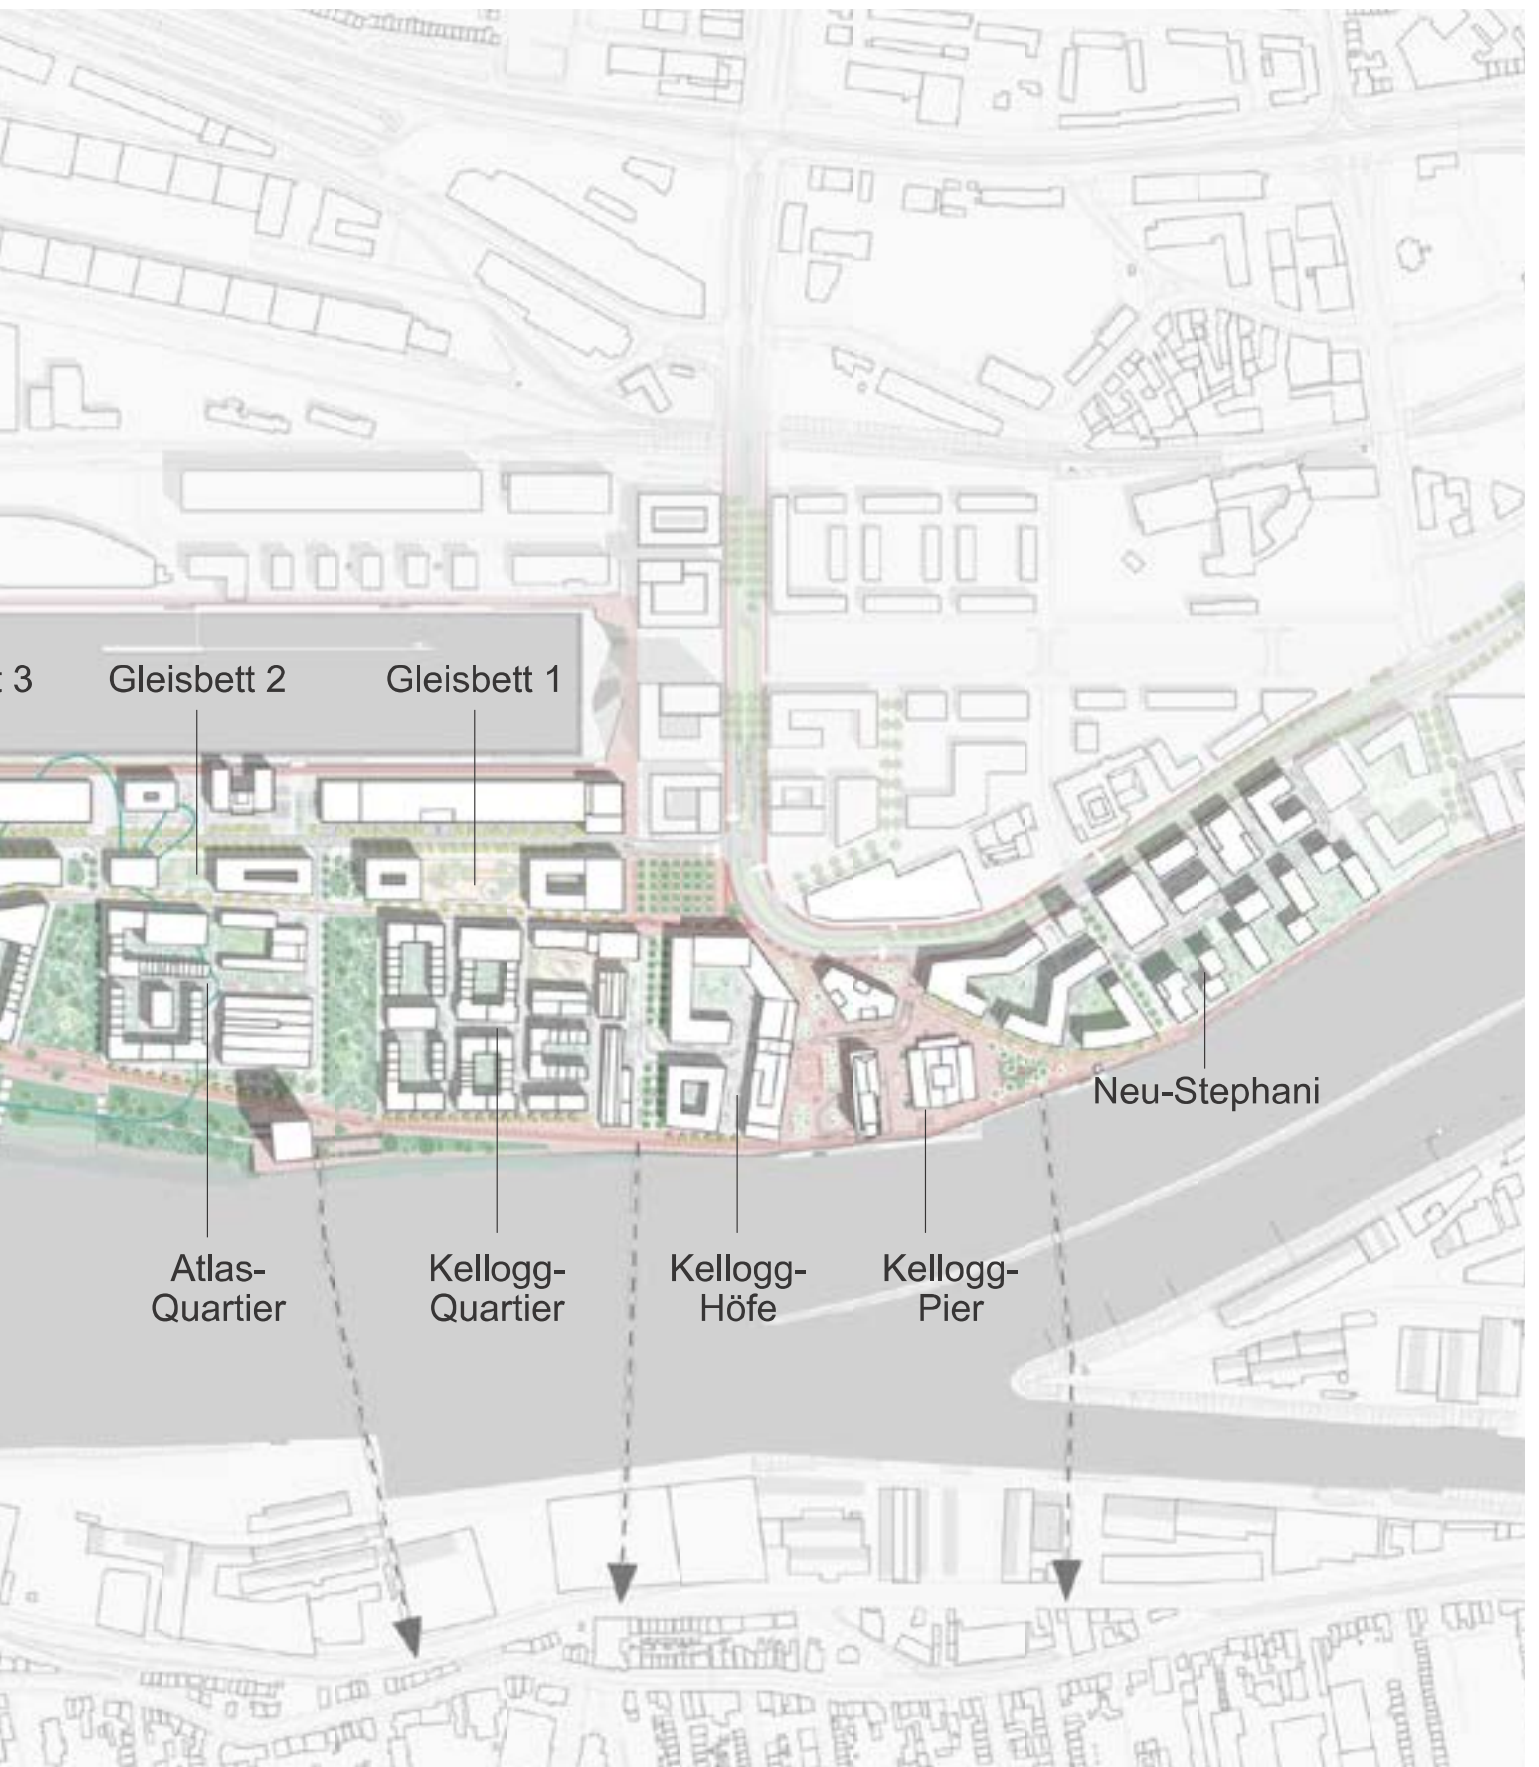 t 3
Gleisbett 2
Gleisbett 1
Neu-Stephani
Atlas-
Quartier
Kellogg-
Quartier
Kellogg-
Höfe
Kellogg-
Pier